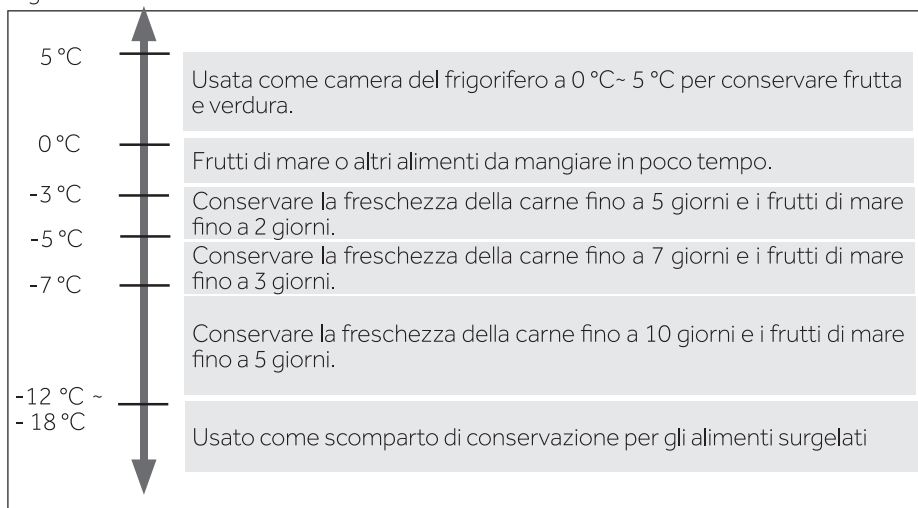 5 °C
Usata come camera del frigorifero a 0 °C~ 5 °C per conservare frutta
e verdura.
0 °C
Frutti di mare o altri alimenti da mangiare in poco tempo.
-3 °C
Conservare la freschezza della carne fino a 5 giorni e i frutti di mare
fino a 2 giorni.
-5 °C
Conservare la freschezza della carne fino a 7 giorni e i frutti di mare
fino a 3 giorni.
-7 °C
Conservare la freschezza della carne fino a 10 giorni e i frutti di mare
fino a 5 giorni.
-12 °C ~
- 18 °C
Usato come scomparto di conservazione per gli alimenti surgelati